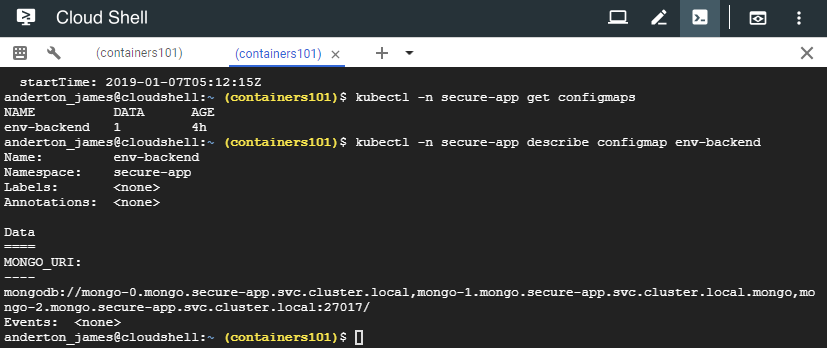 Cloud Shell
(containers101) (containers101) ×
startTime: 2019-01-07T05:12:15Z
anderton_james@cloudshell:~ (containers101)$ kubectl -n secure-app get configmaps
NAME          DATA      AGE
env-backend   1         4h
anderton_james@cloudshell:~ (containers101)$ kubectl -n secure-app describe configmap env-backend
Name:         env-backend
Namespace:    secure-app
Labels:       <none>
Annotations:  <none>
Data
====
MONGO_URI:
----
mongodb://mongo-0.mongo.secure-app.svc.cluster.local,mongo-1.mongo.secure-app.svc.cluster.local.mongo,mo
ngo-2.mongo.secure-app.svc.cluster.local:27017/
Events:  <none>
anderton_james@cloudshell:~ (containers101)$